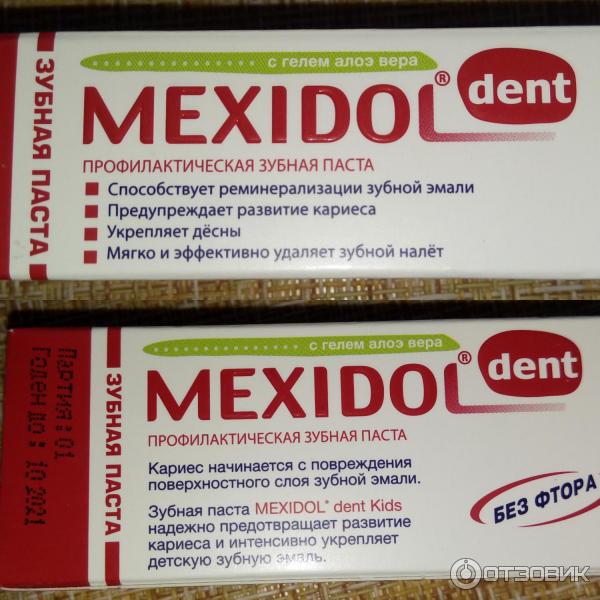 ЗУБНАЯ ПАСТА
с гелем алоэ вера
MEXIDOL® dent
ПРОФИЛАКТИЧЕСКАЯ ЗУБНАЯ ПАСТА
Способствует реминерализации зубной эмали
Предупреждает развитие кариеса
Укрепляет дёсны
Мягко и эффективно удаляет зубной налёт
Партия: 01
Годен до: 10.2021
ЗУБНАЯ ПАСТА
с гелем алоэ вера
MEXIDOL® dent
ПРОФИЛАКТИЧЕСКАЯ ЗУБНАЯ ПАСТА
Кариес начинается с повреждения
поверхностного слоя зубной эмали.
Зубная паста MEXIDOL® dent Kids
надежно предотвращает развитие
кариеса и интенсивно укрепляет
детскую зубную эмаль.
БЕЗ ФТОРА
ОТЗОВИК